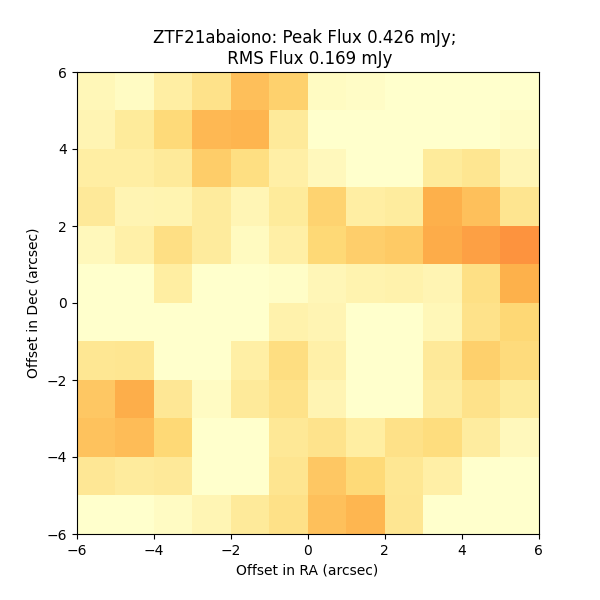 ZTF21abaiono: Peak Flux 0.426 mJy;
RMS Flux 0.169 mJy
6
4
2
0
−2
−4
−6
Offset in Dec (arcsec)
−6 −4 −2 0 2 4 6
Offset in RA (arcsec)